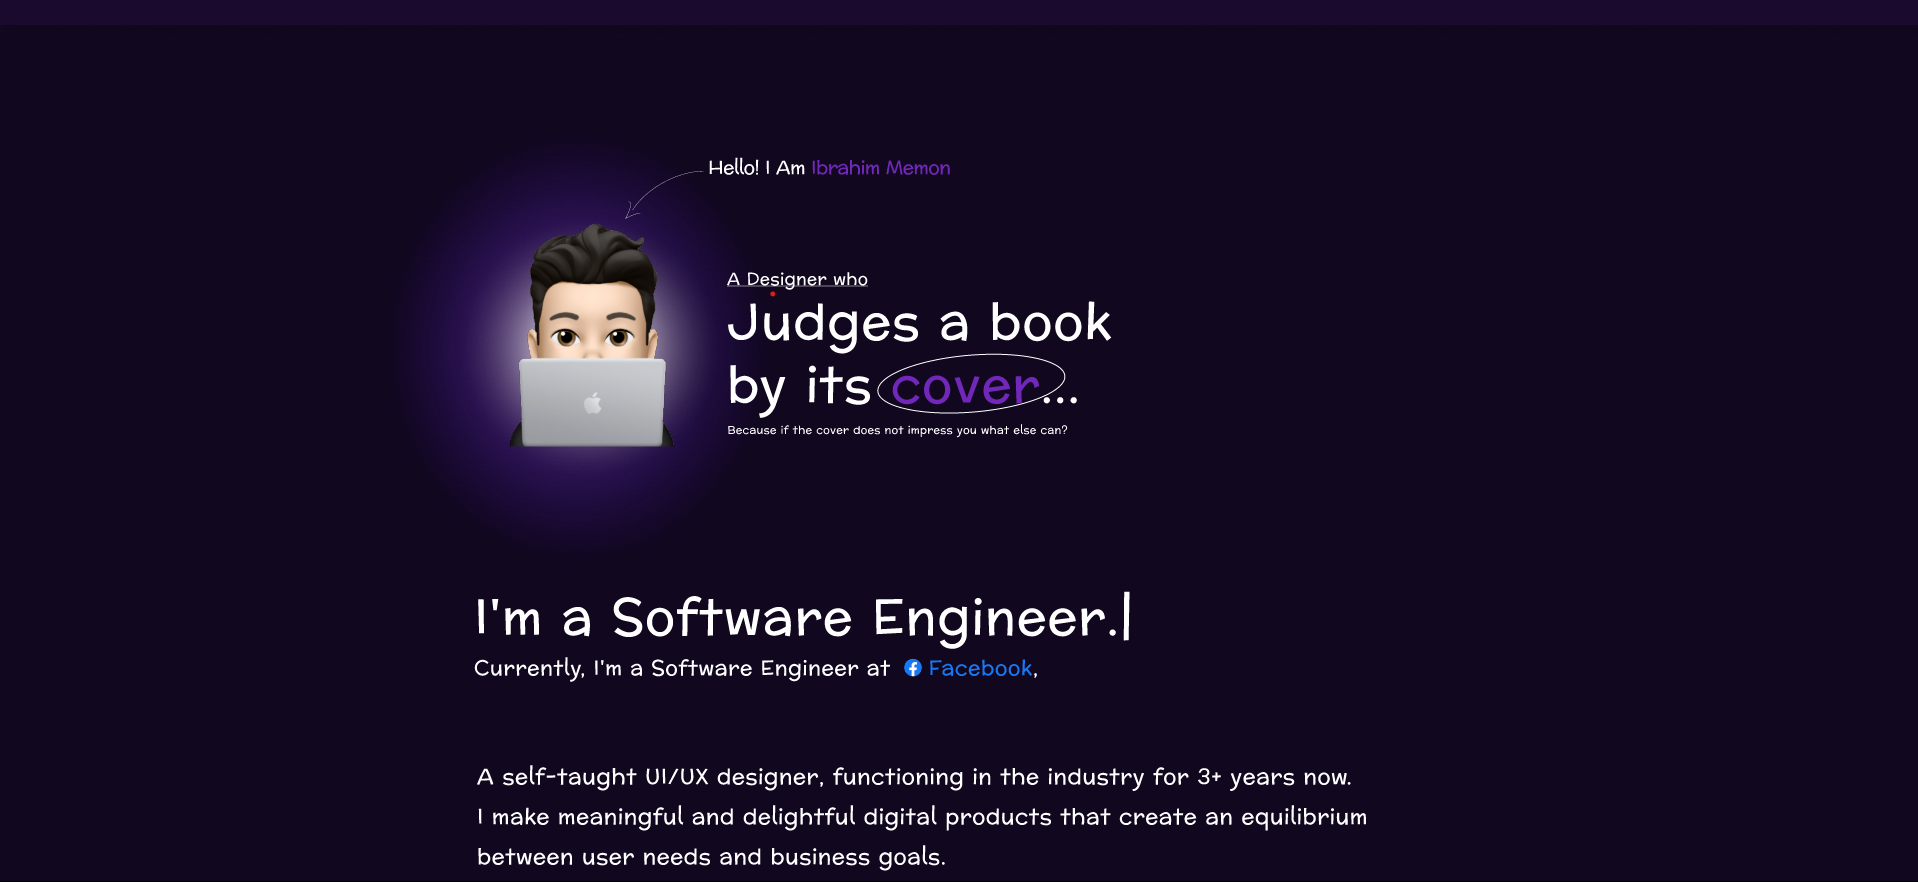 Hello! I Am Ibrahim Memon
A Designer who
Judges a book
by its cover...
Because if the cover does not impress you what else can?
I'm a Software Engineer.|
Currently, I'm a Software Engineer at Facebook,
A self-taught UI/UX designer, functioning in the industry for 3+ years now.
I make meaningful and delightful digital products that create an equilibrium
between user needs and business goals.